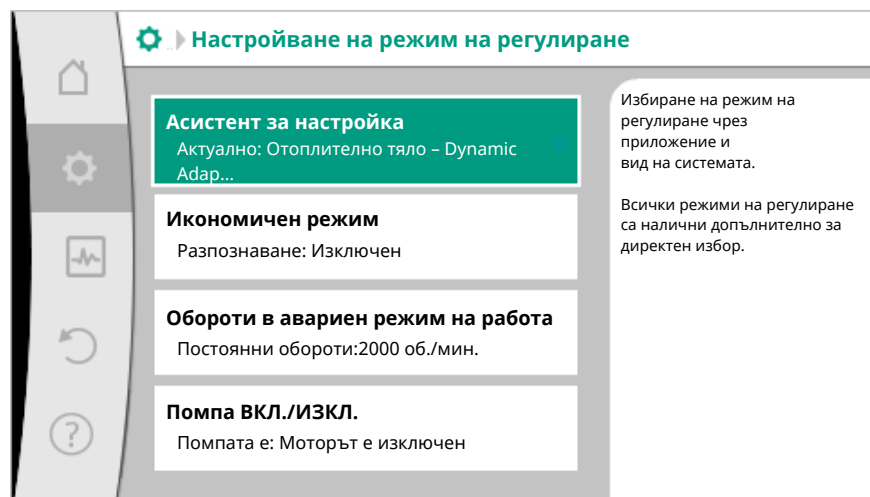 Настройване на режим на регулиране
Асистент за настройка
Актуално: Отоплително тяло – Dynamic
Adap...
Икономичен режим
Разпознаване: Изключен
Обороти в авариен режим на работа
Постоянни обороти:2000 об./мин.
Помпа ВКЛ./ИЗКЛ.
Помпата е: Моторът е изключен
Избиране на режим на
регулиране чрез
приложение и
вид на системата.
Всички режими на регулиране
са налични допълнително за
директен избор.